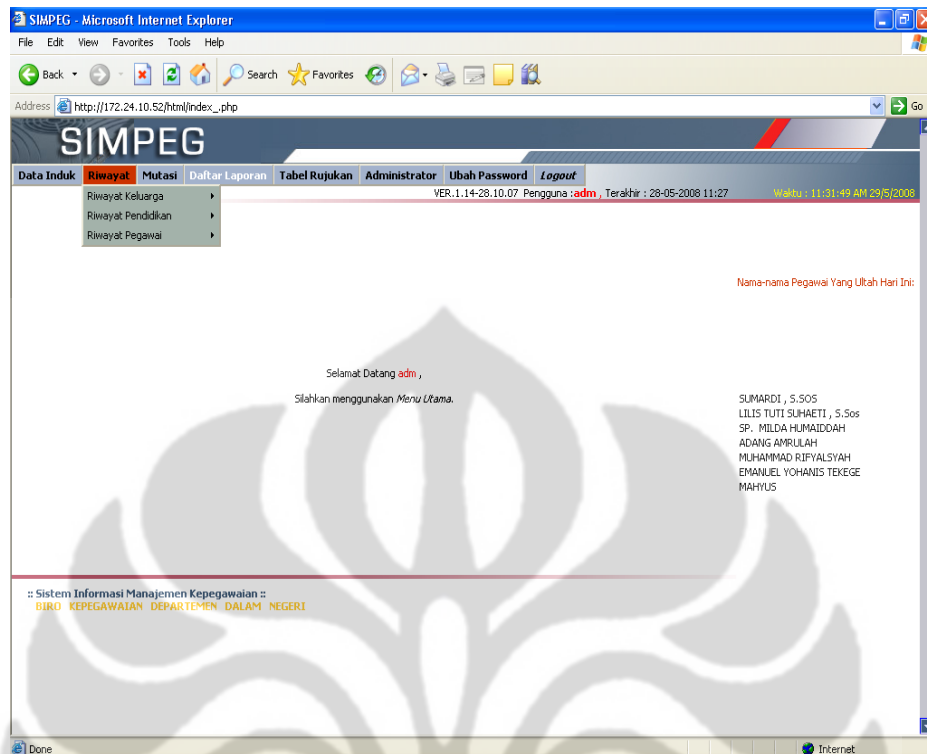 SIMPEG - Microsoft Internet Explorer
File Edit View Favorites Tools Help
Back Search Favorites
Address http://172.24.10.52/html/index_.php Go
SIMPEG
Data Induk Riwayat Mutasi Daftar Laporan Tabel Rujukan Administrator Ubah Password Logout
VER.1.14-28.10.07 Pengguna :adm , Terakhir : 28-05-2008 11:27 Waktu : 11:31:49 AM 29/5/2008
Riwayat Keluarga
Riwayat Pendidikan
Riwayat Pegawai
Nama-nama Pegawai Yang Ultah Hari Ini:
Selamat Datang adm ,
Silahkan menggunakan Menu Utama.
SUMARDI , S.SOS
LILIS TUTI SUHAETI , S.Sos
SP. MILDA HUMAIDDAH
ADANG AMRULAH
MUHAMMAD RIFYALSYAH
EMANUEL YOHANIS TEKEGE
MAHYUS
:: Sistem Informasi Manajemen Kepegawaian ::
BIRO KEPEGAWAIAN DEPARTEMEN DALAM NEGERI
Done Internet